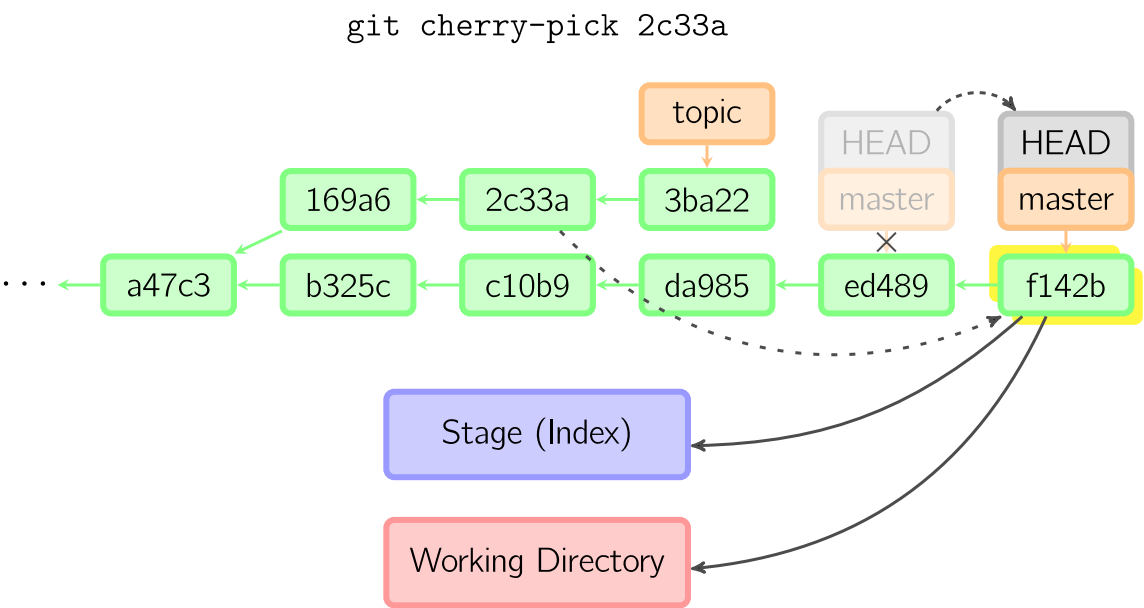 git cherry-pick 2c33a
topic
HEAD HEAD
169a6 2c33a 3ba22 master master
... a47c3 b325c c10b9 da985 ed489 f142b
Stage (Index)
Working Directory